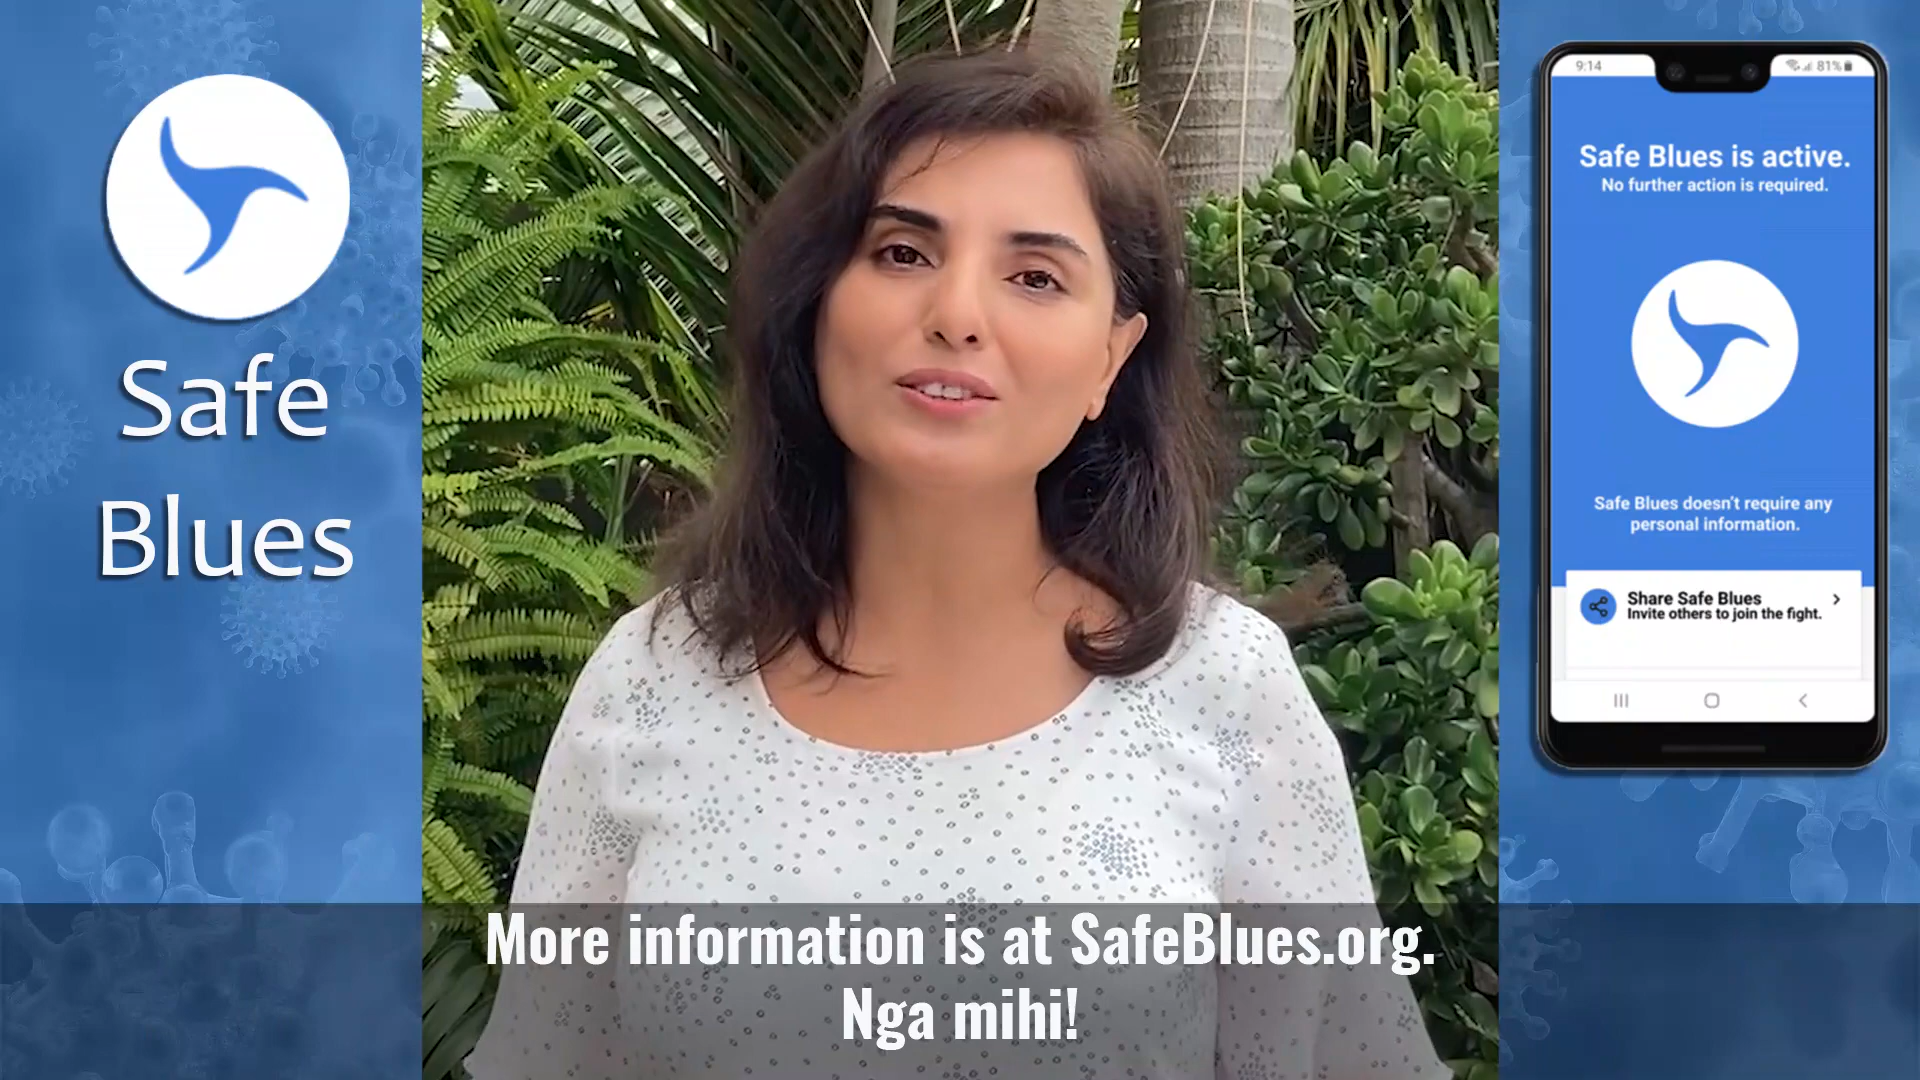 Safe
Blues
9:14
81%
Safe Blues is active.
No further action is required.
Safe Blues doesn't require any
personal information.
Share Safe Blues
Invite others to join the fight.
More information is at SafeBlues.org.
Nga mihi!